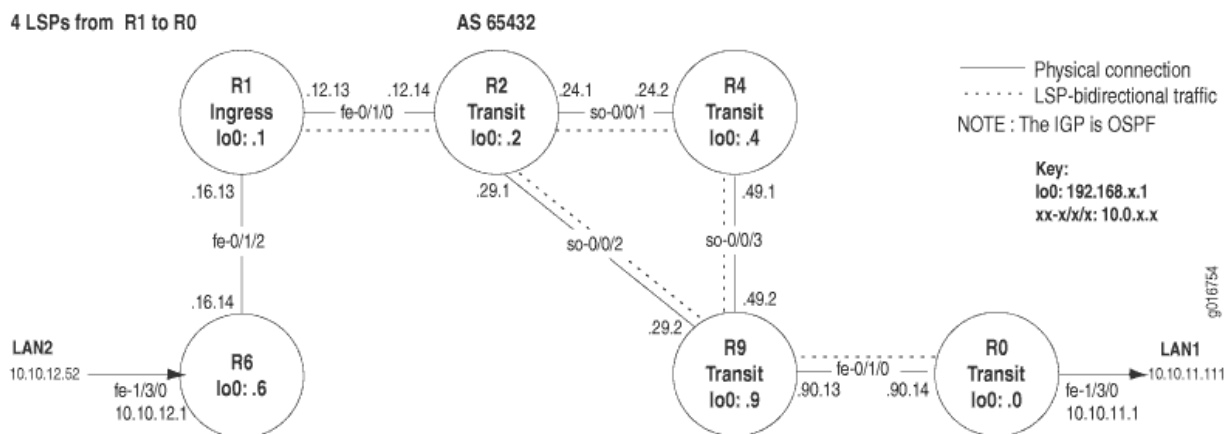 4 LSPs from R1 to R0
AS 65432
R1
Ingress
lo0: .1
.12.13
.12.14
fe-0/1/0
R2
Transit
lo0: .2
.24.1
.24.2
so-0/0/1
R4
Transit
lo0: .4
Physical connection
LSP-bidirectional traffic
NOTE : The IGP is OSPF
Key:
lo0: 192.168.x.1
xx-x/x/x: 10.0.x.x
.16.13
.29.1
.49.1
fe-0/1/2
so-0/0/2
so-0/0/3
.16.14
.49.2
.29.2
g016754
LAN2
10.10.12.52
fe-1/3/0
10.10.12.1
R6
lo0: .6
R9
Transit
lo0: .9
fe-0/1/0
.90.13
.90.14
R0
Transit
lo0: .0
LAN1
10.10.11.111
fe-1/3/0
10.10.11.1